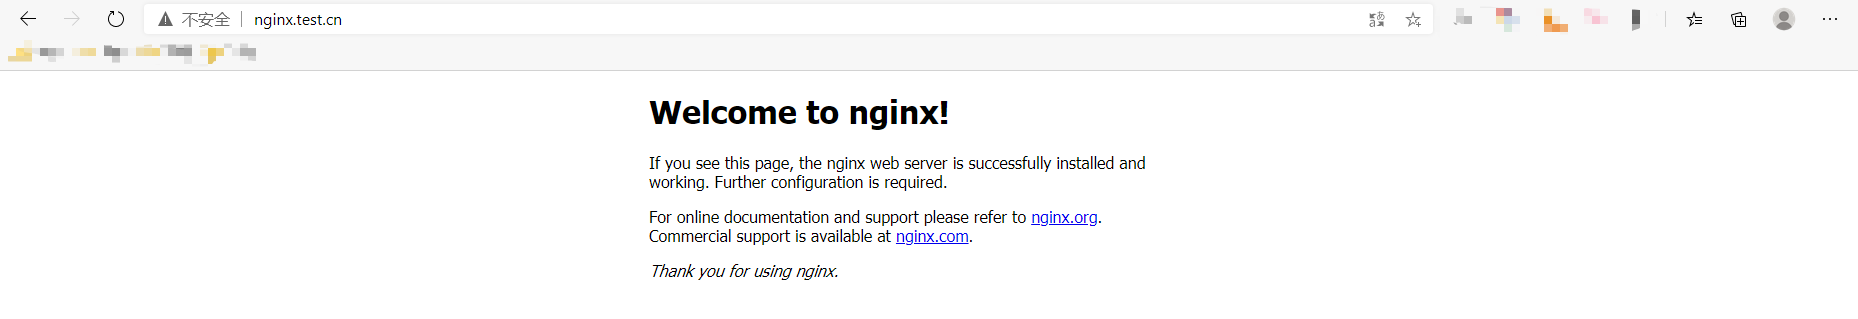 不安全 nginx.test.cn
Welcome to nginx!
If you see this page, the nginx web server is successfully installed and
working. Further configuration is required.
For online documentation and support please refer to nginx.org.
Commercial support is available at nginx.com.
Thank you for using nginx.